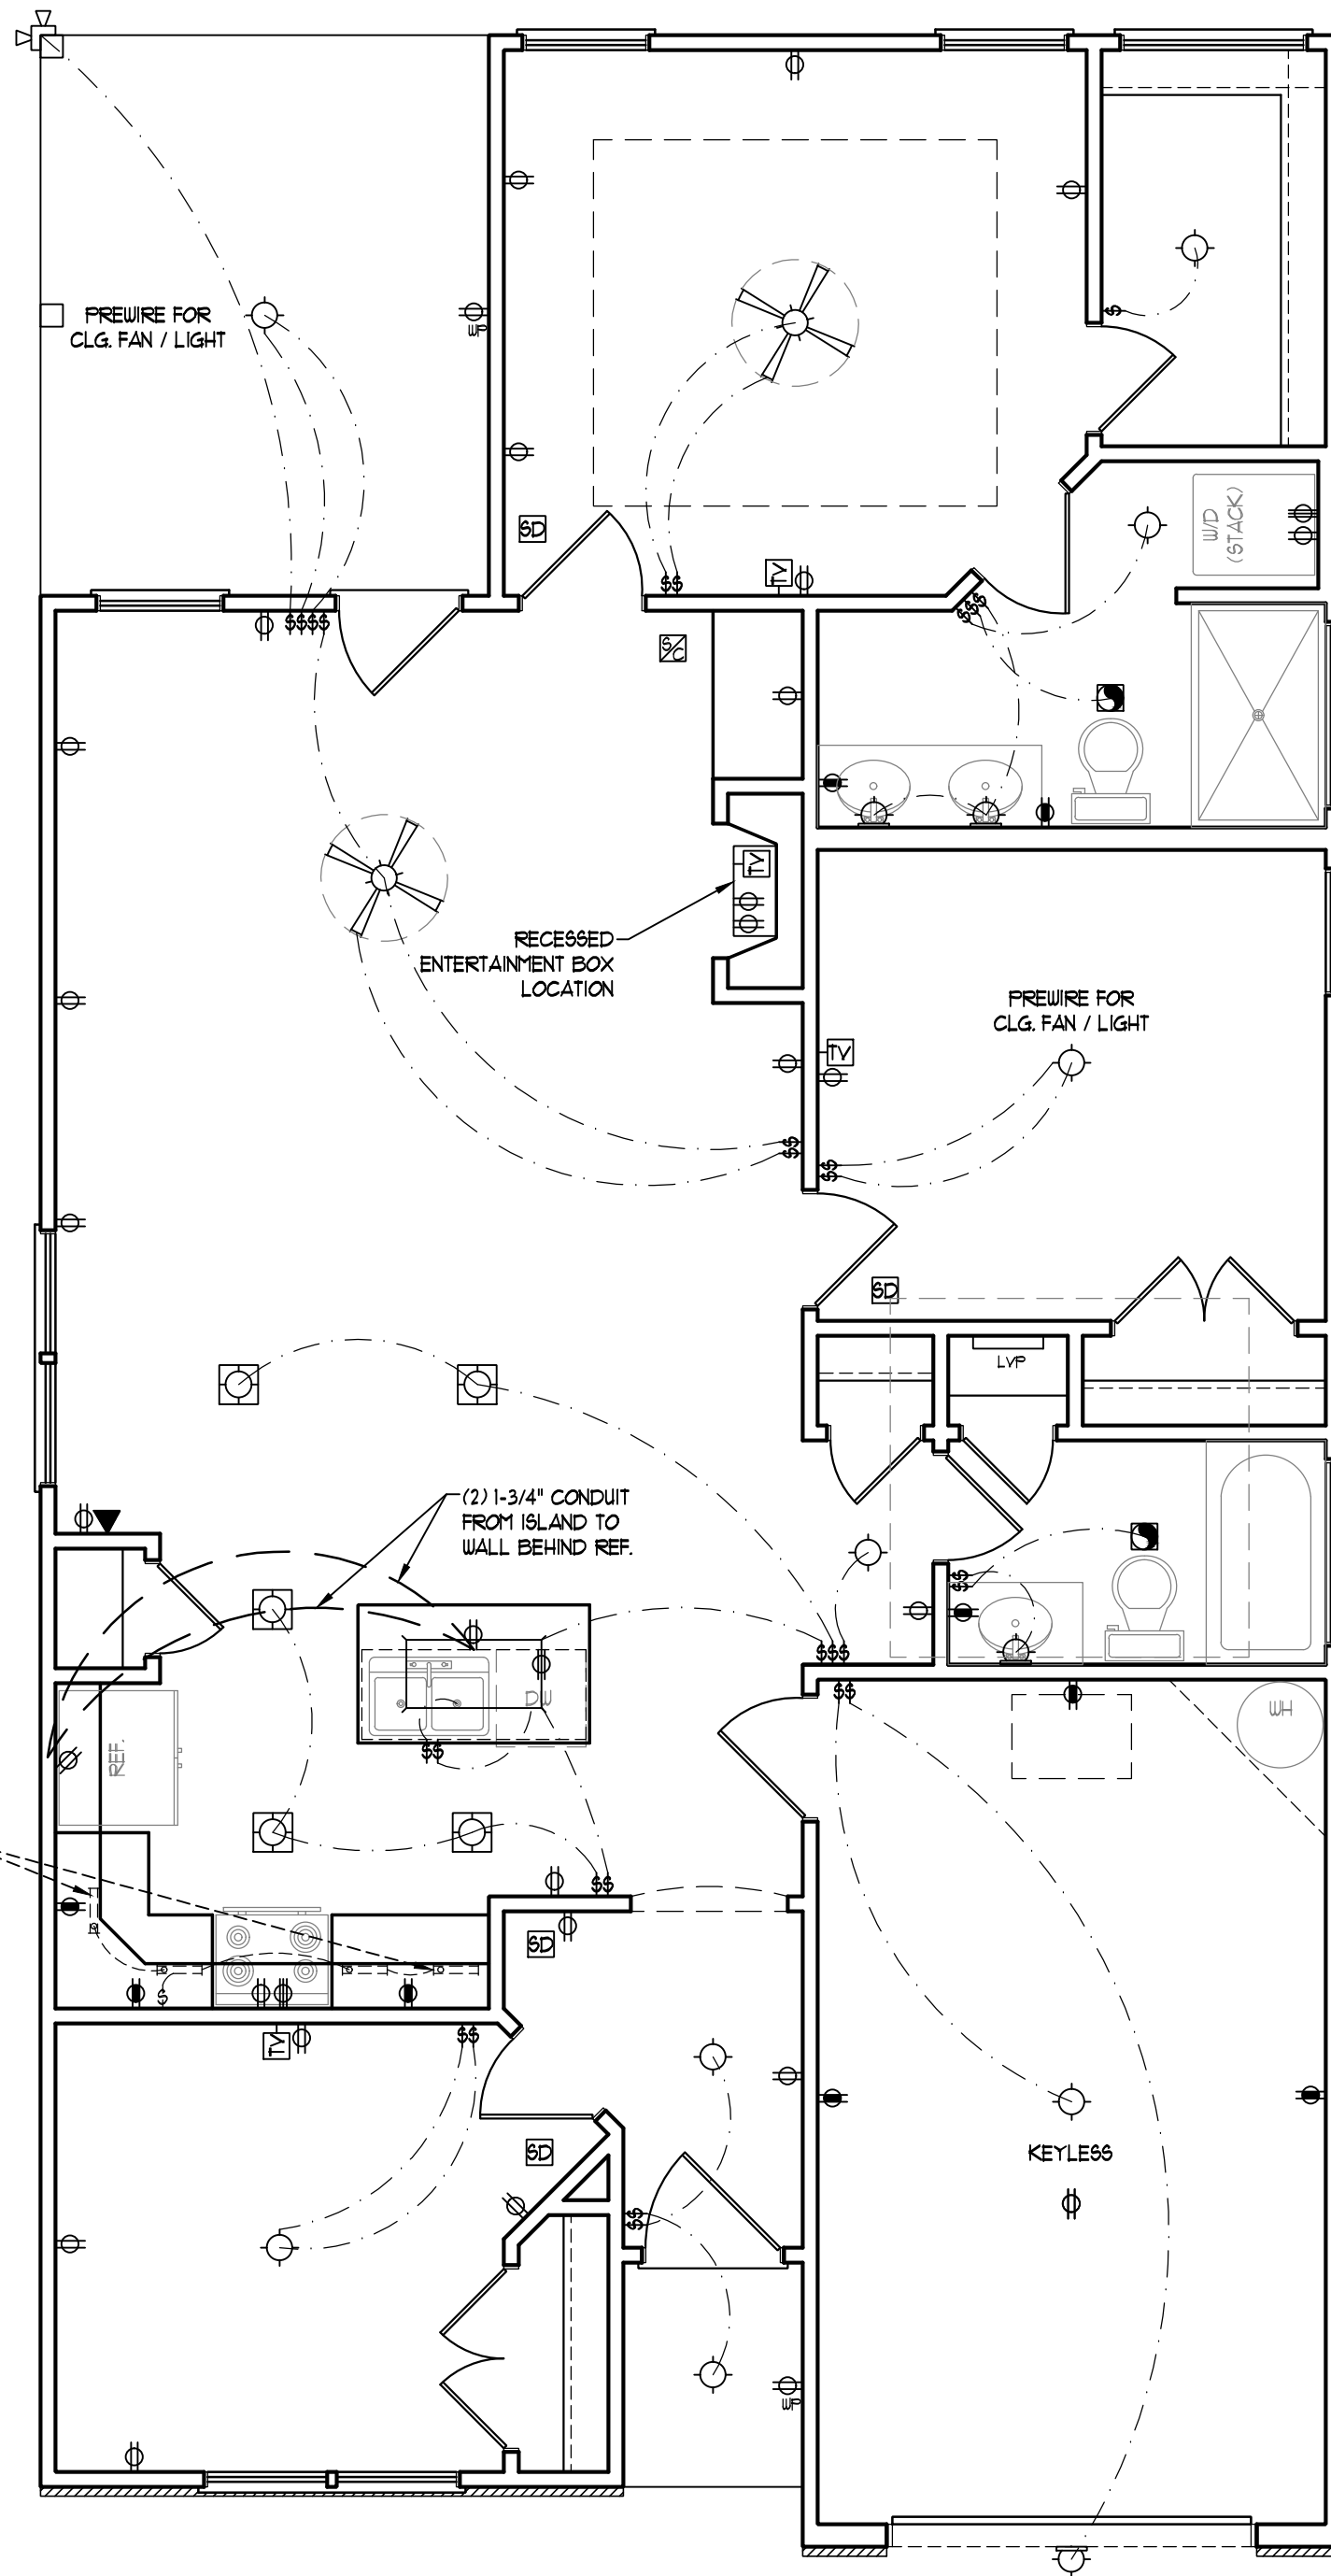 PREWIRE FOR
CLG. FAN / LIGHT
WP
$
SD
$$
TV
W/D
(STACK)
$$$$
S/C
$$$
TV
RECESSED
ENTERTAINMENT BOX
LOCATION
PREWIRE FOR
CLG. FAN / LIGHT
TV
$$
$$
SD
LVP
(2) 1-3/4" CONDUIT
FROM ISLAND TO
WALL BEHIND REF.
$$
$$$
$$
WH
DW
REF.
$$
$$
SD
$
TV
$$
SD
KEYLESS
$$
WP